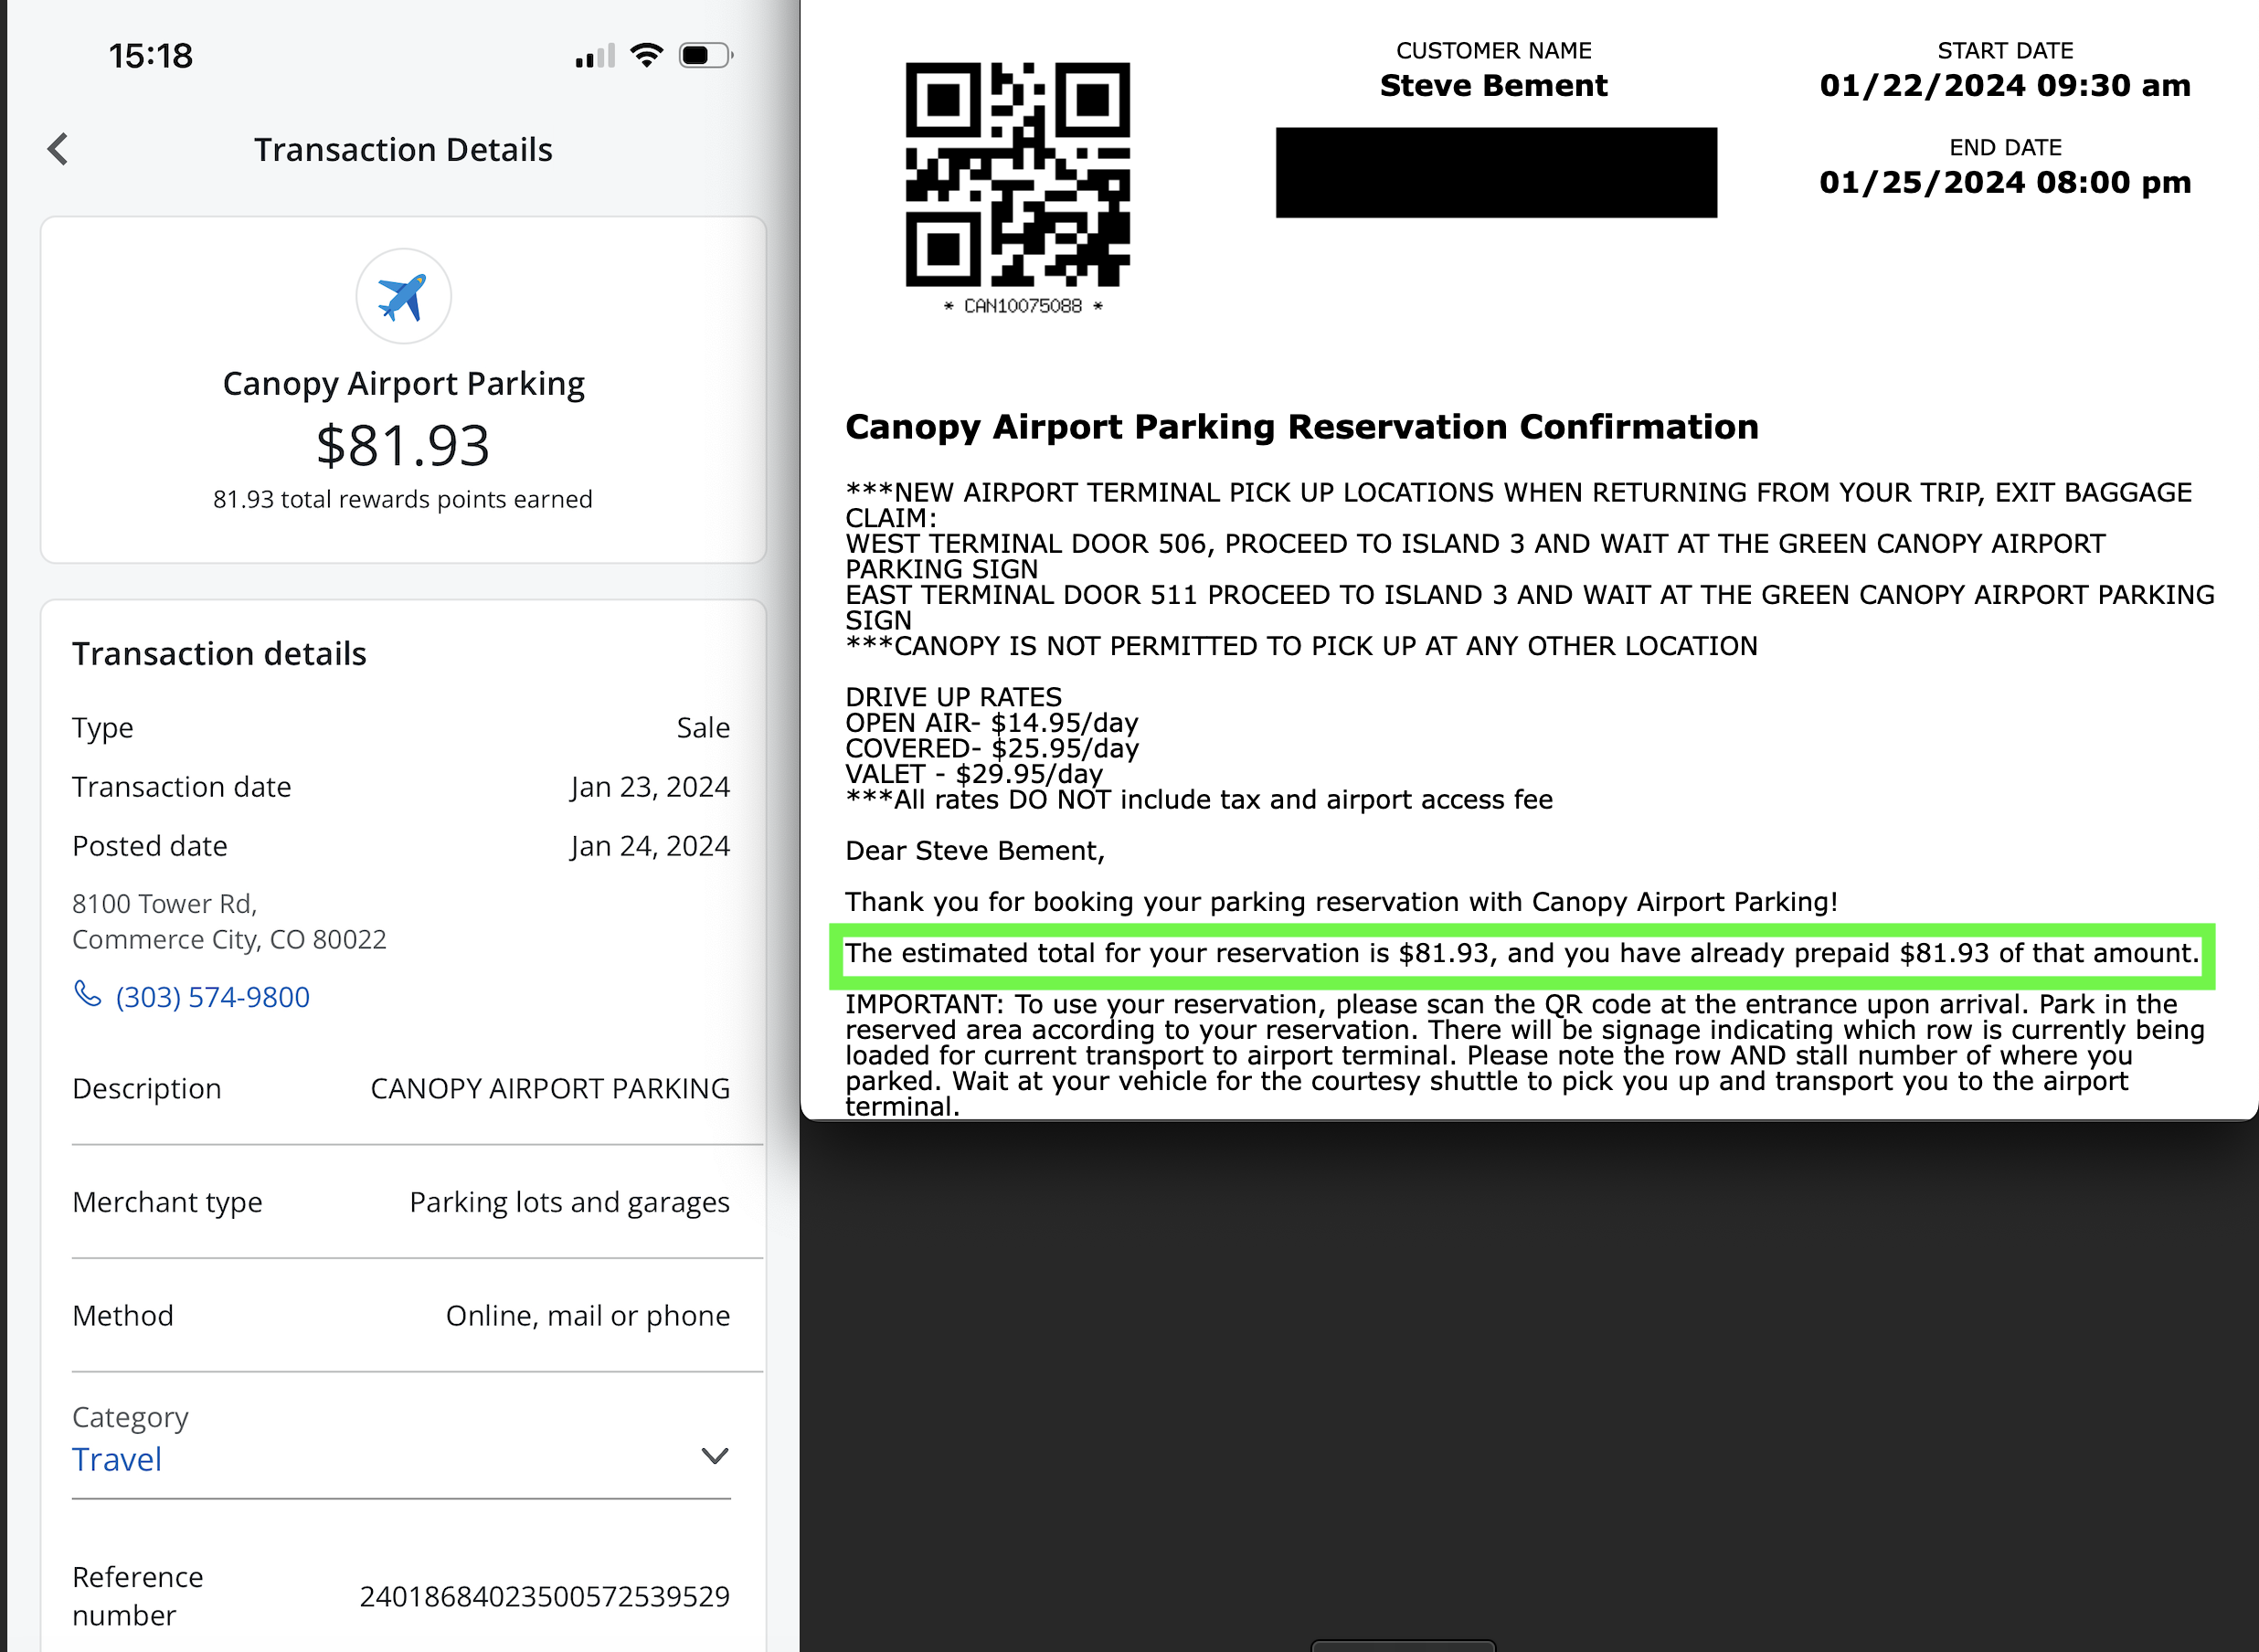 15:18
Transaction Details
Canopy Airport Parking
$81.93
81.93 total rewards points earned
Transaction details
Type Sale
Transaction date Jan 23, 2024
Posted date Jan 24, 2024
8100 Tower Rd,
Commerce City, CO 80022
(303) 574-9800
Description CANOPY AIRPORT PARKING
Merchant type Parking lots and garages
Method Online, mail or phone
Category
Travel
Reference
number 24018684023500572539529
* CAN10075088 *
CUSTOMER NAME
Steve Bement
START DATE
01/22/2024 09:30 am
END DATE
01/25/2024 08:00 pm
Canopy Airport Parking Reservation Confirmation
***NEW AIRPORT TERMINAL PICK UP LOCATIONS WHEN RETURNING FROM YOUR TRIP, EXIT BAGGAGE
CLAIM:
WEST TERMINAL DOOR 506, PROCEED TO ISLAND 3 AND WAIT AT THE GREEN CANOPY AIRPORT
PARKING SIGN
EAST TERMINAL DOOR 511 PROCEED TO ISLAND 3 AND WAIT AT THE GREEN CANOPY AIRPORT PARKING
SIGN
***CANOPY IS NOT PERMITTED TO PICK UP AT ANY OTHER LOCATION
DRIVE UP RATES
OPEN AIR- $14.95/day
COVERED- $25.95/day
VALET - $29.95/day
***All rates DO NOT include tax and airport access fee
Dear Steve Bement,
Thank you for booking your parking reservation with Canopy Airport Parking!
The estimated total for your reservation is $81.93, and you have already prepaid $81.93 of that amount.
IMPORTANT: To use your reservation, please scan the QR code at the entrance upon arrival. Park in the
reserved area according to your reservation. There will be signage indicating which row is currently being
loaded for current transport to airport terminal. Please note the row AND stall number of where you
parked. Wait at your vehicle for the courtesy shuttle to pick you up and transport you to the airport
terminal.